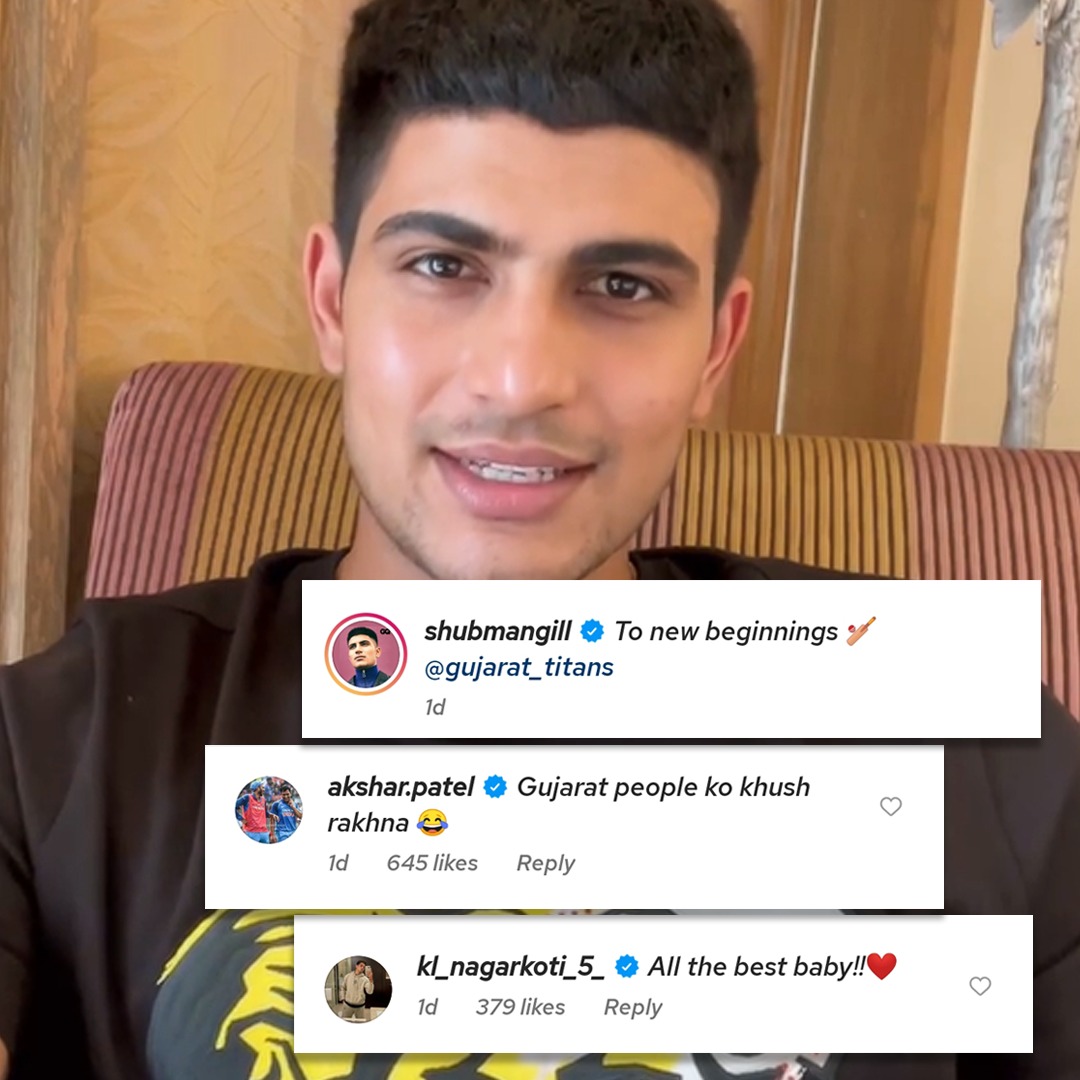 shubmangill To new beginnings 🏏
@gujarat_titans
1d
akshar.patel Gujarat people ko khush
rakhna 😂
1d 645 likes Reply
kl_nagarkoti_5_ All the best baby!!❤️
1d 379 likes Reply